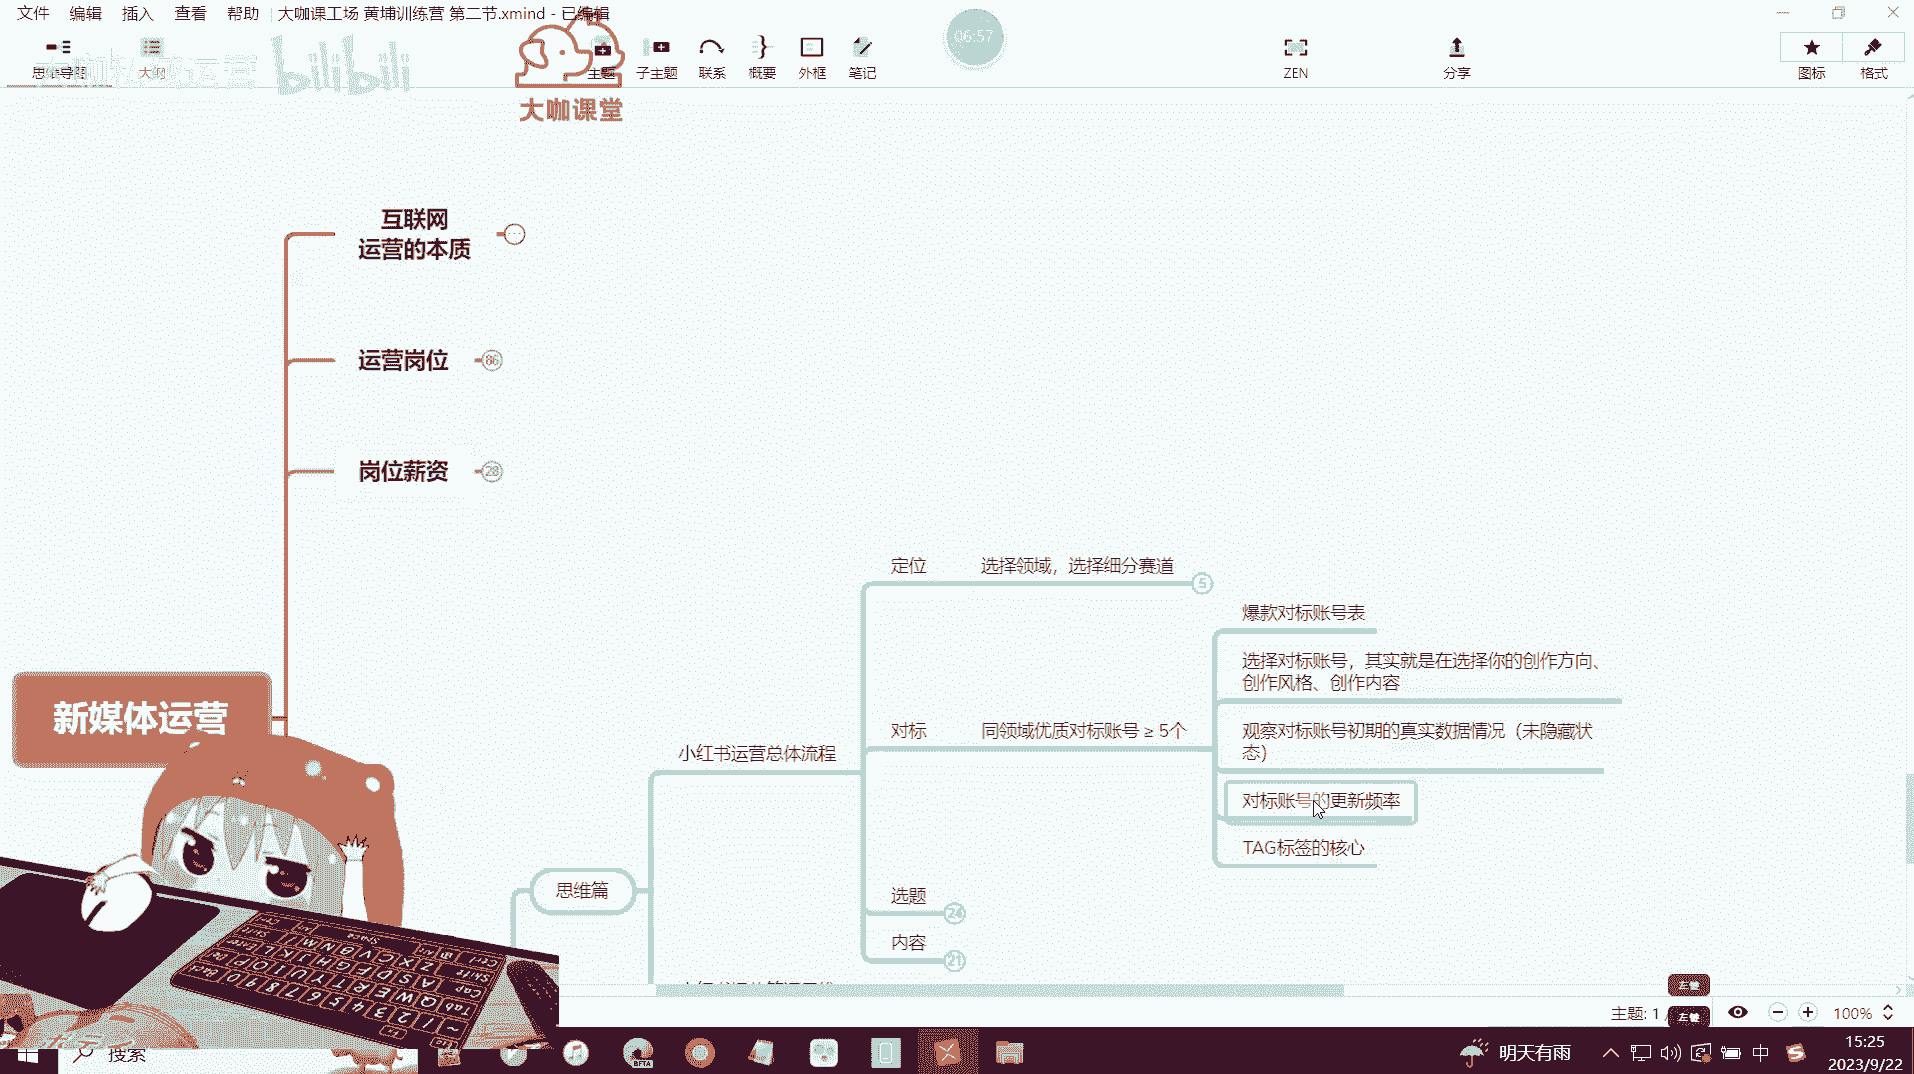 文件 编辑 插入 查看 帮助 大咖课工场 黄埔训练营 第二节.xmind - 已编辑
06:57
思维导图 大纲 主题 子主题 联系 概要 外框 笔记 ZEN 分享 图标 格式
bilibili
大咖课堂
互联网
运营的本质
运营岗位 86
岗位薪资 28
定位 选择领域，选择细分赛道 5
爆款对标账号表
选择对标账号，其实就是在选择你的创作方向、
创作风格、创作内容
新媒体运营
对标 同领域优质对标账号 ≥ 5个
观察对标账号初期的真实数据情况（未隐藏状
态）
小红书运营总体流程
对标账号的更新频率
TAG标签的核心
思维篇
选题 24
内容 21
主题: 1 /
100%
搜索
BETA
明天有雨
中
15:25
2023/9/22